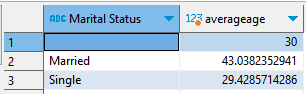 ABC Marital Status 123 averageage
1 30
2 Married 43.0382352941
3 Single 29.4285714286